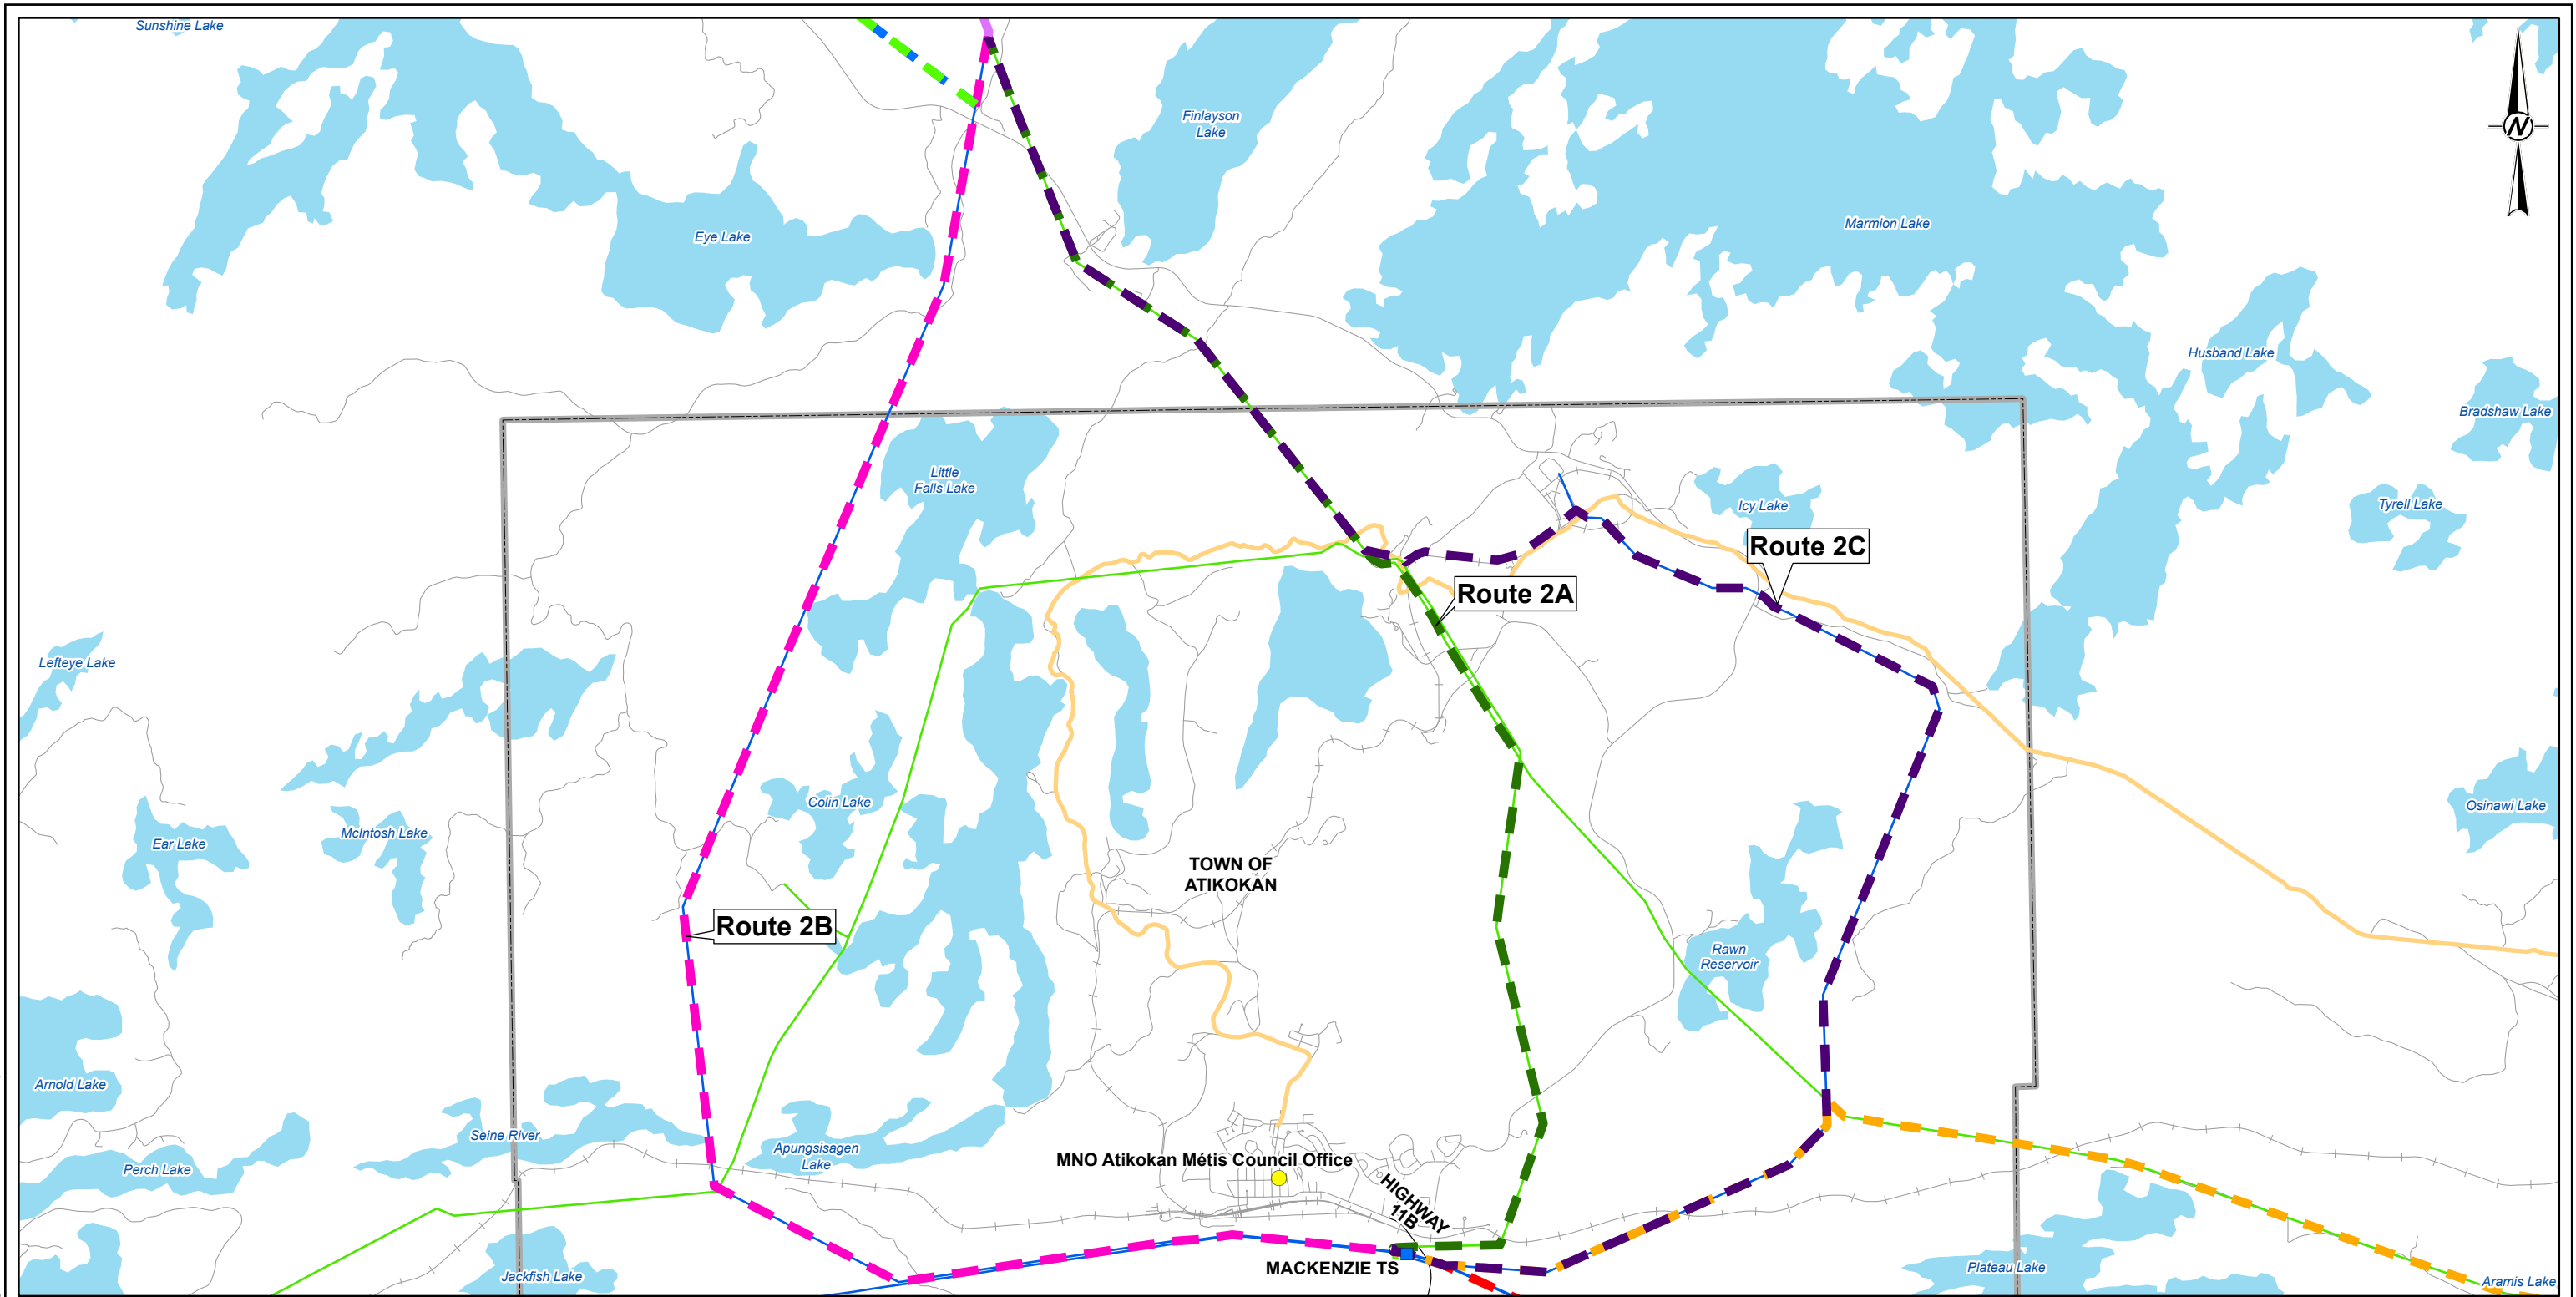 Sunshine Lake
Finlayson
Lake
N
Marmion Lake
Eye Lake
Husband Lake
Bradshaw Lake
Little
Falls Lake
Icy Lake
Tyrell Lake
Route 2C
Route 2A
Lefteye Lake
Colin Lake
Osinawi Lake
McIntosh Lake
Ear Lake
TOWN OF
ATIKOKAN
Route 2B
Rawn
Reservoir
Arnold Lake
Seine River
Apungsisagen
Lake
MNO Atikokan Métis Council Office
Perch Lake
HIGHWAY
11B
MACKENZIE TS
Jackfish Lake
Plateau Lake
Aramis Lake